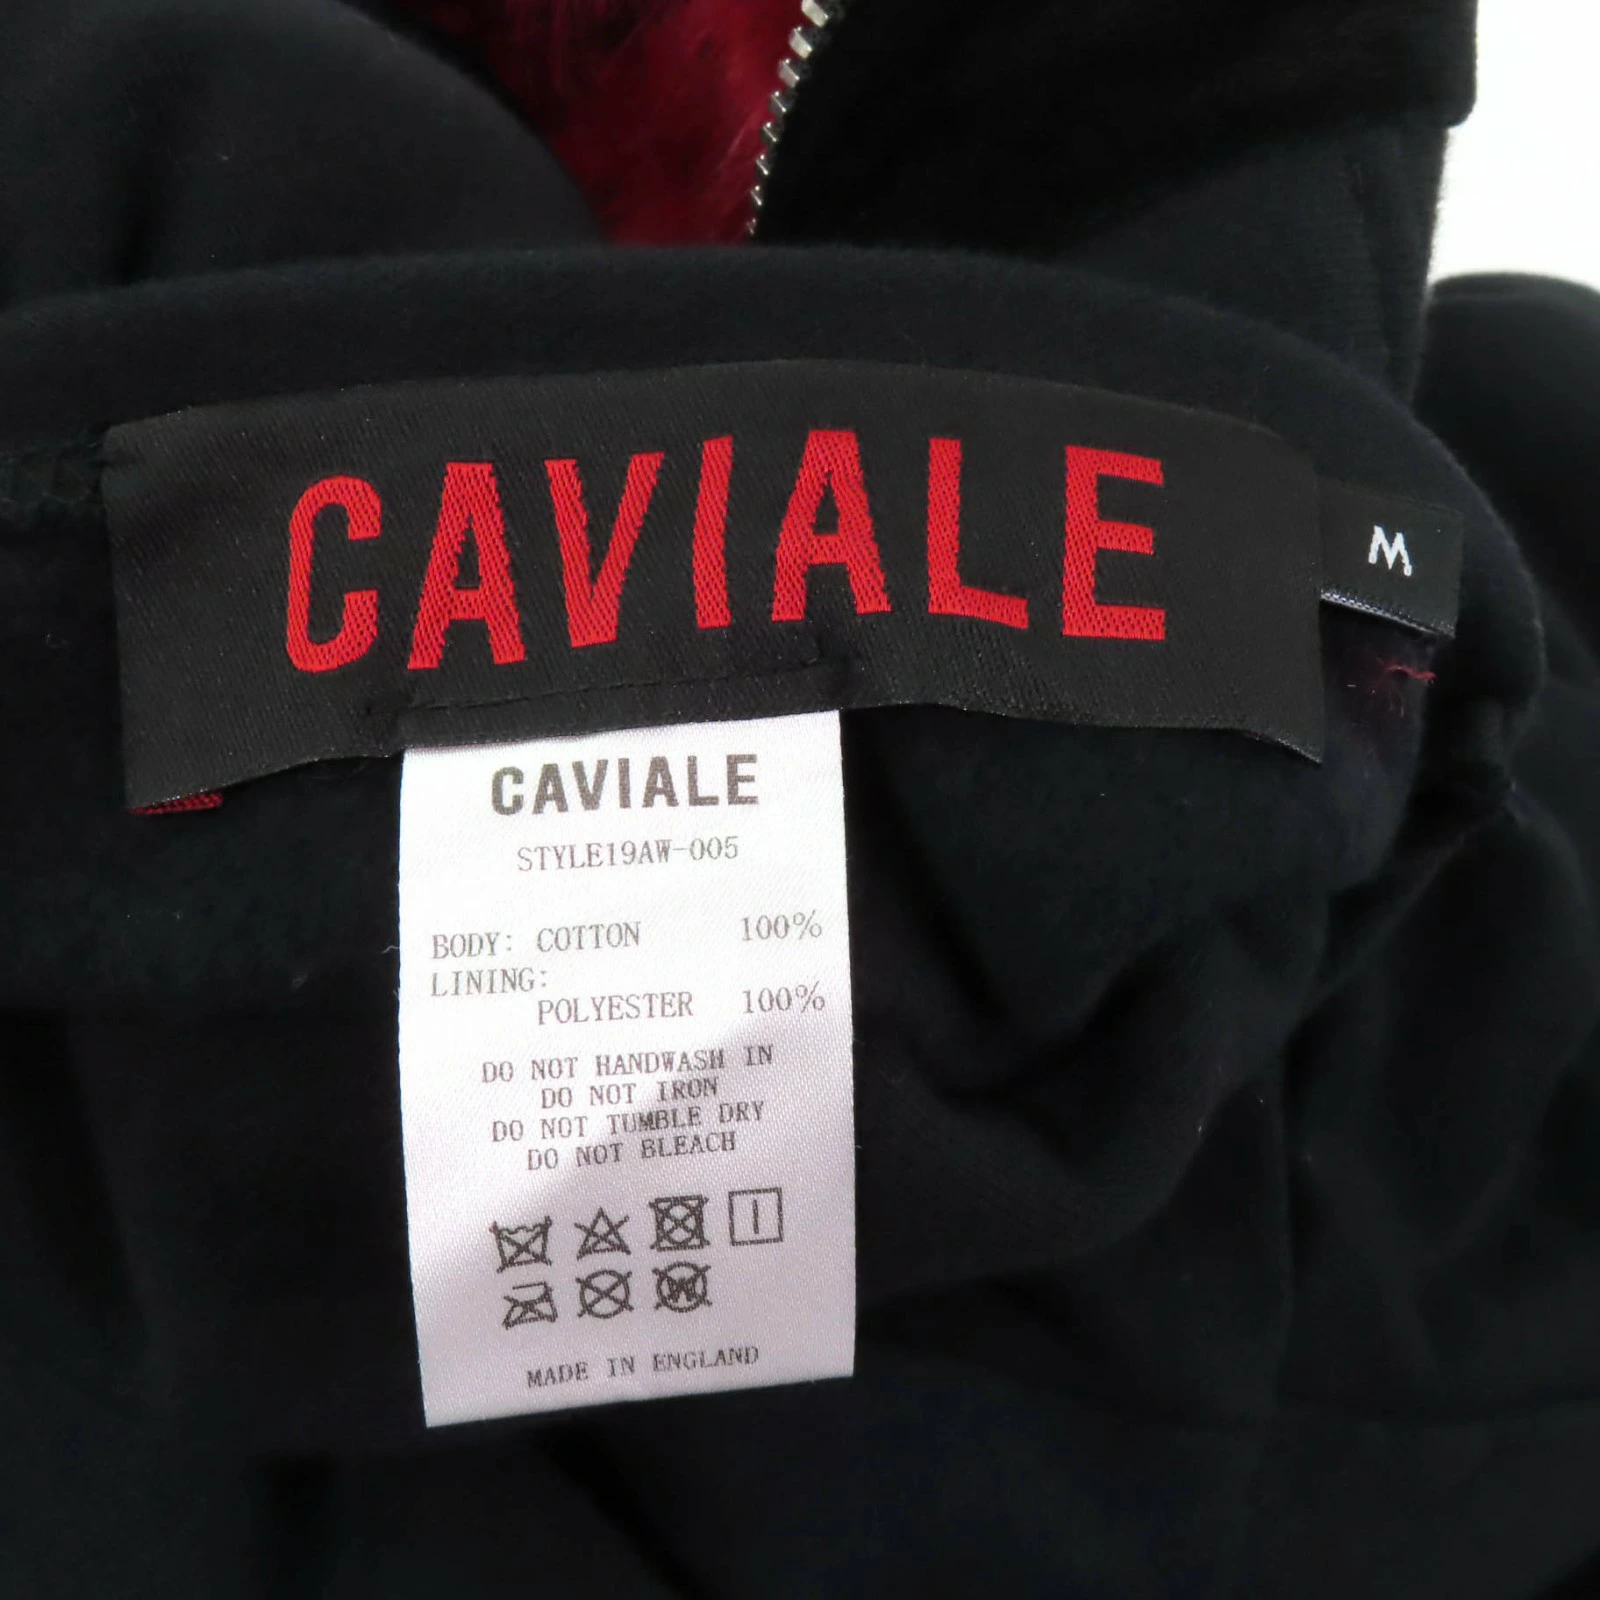 CAVIALE
M
CAVIALE
STYLE19AW-005
BODY: COTTON 100%
LINING:
POLYESTER 100%
DO NOT HANDWASH IN
DO NOT IRON
DO NOT TUMBLE DRY
DO NOT BLEACH
W
MADE IN ENGLAND